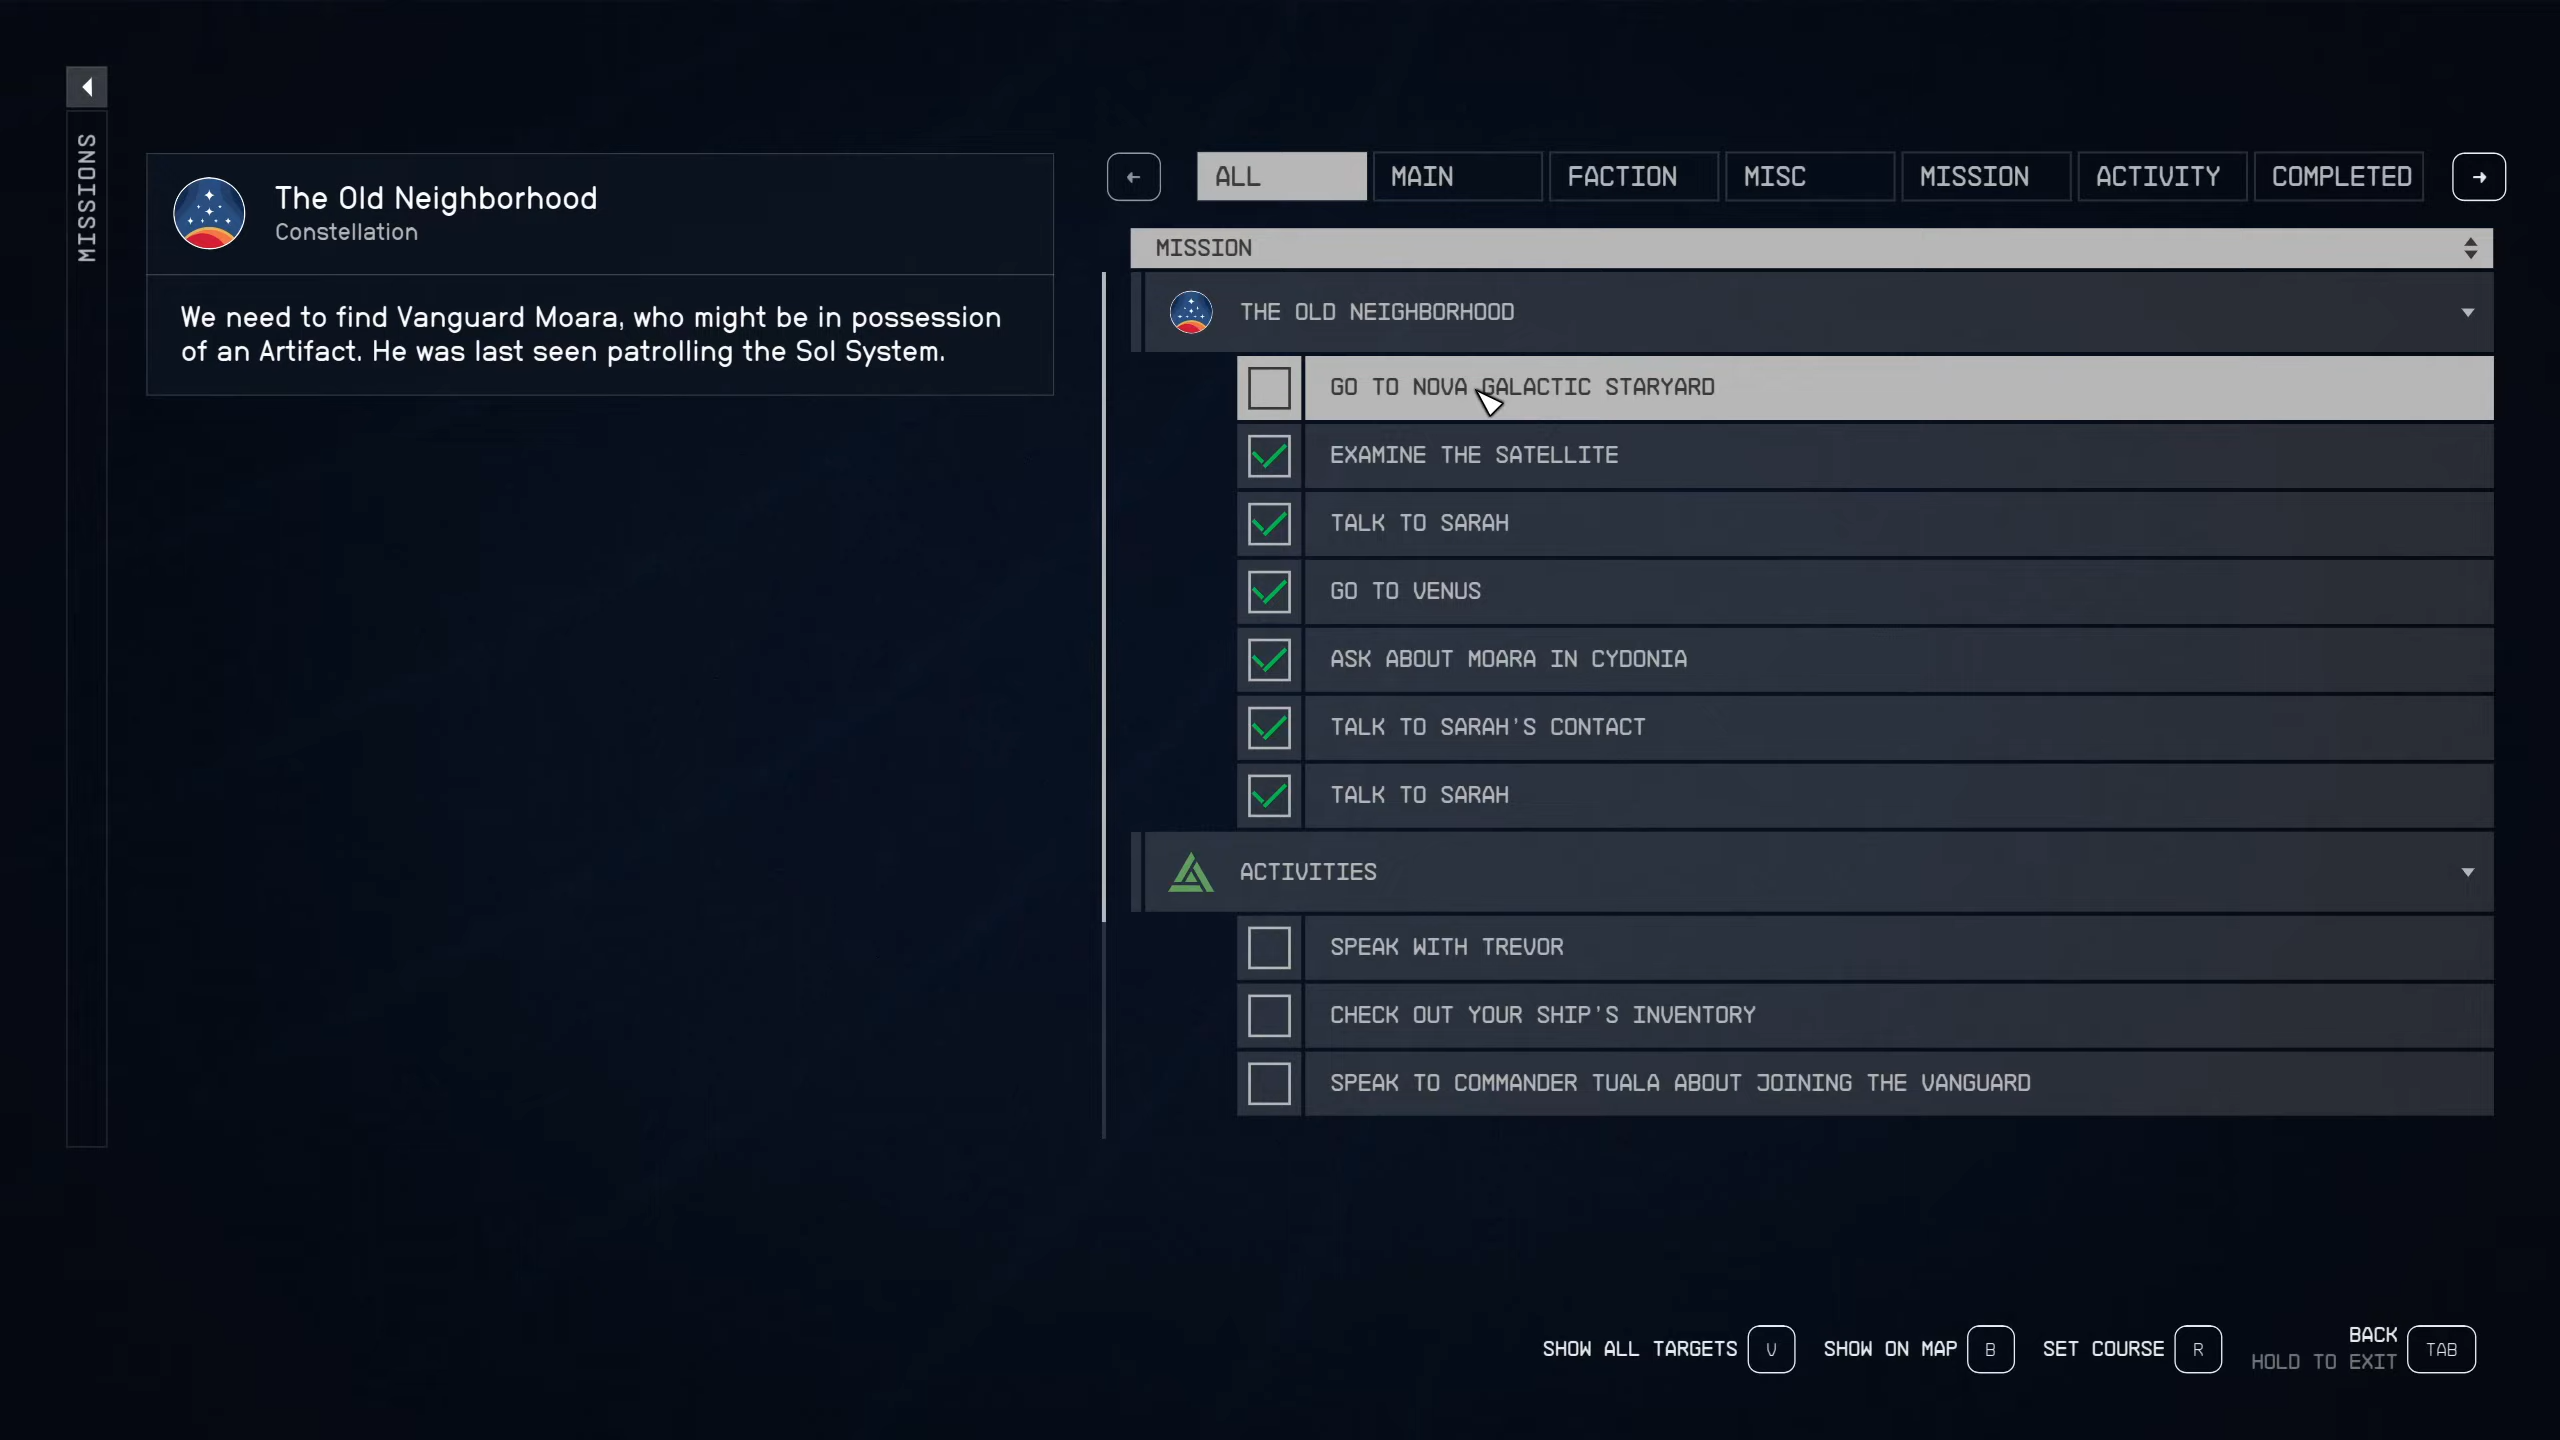 MISSIONS
The Old Neighborhood
Constellation
We need to find Vanguard Moara, who might be in possession
of an Artifact. He was last seen patrolling the Sol System.
ALL
MAIN
FACTION
MISC
MISSION
ACTIVITY
COMPLETED
MISSION
THE OLD NEIGHBORHOOD
GO TO NOVA GALACTIC STARYARD
EXAMINE THE SATELLITE
TALK TO SARAH
GO TO VENUS
ASK ABOUT MOARA IN CYDONIA
TALK TO SARAH'S CONTACT
TALK TO SARAH
ACTIVITIES
SPEAK WITH TREVOR
CHECK OUT YOUR SHIP'S INVENTORY
SPEAK TO COMMANDER TUALA ABOUT JOINING THE VANGUARD
SHOW ALL TARGETS V
SHOW ON MAP B
SET COURSE R
BACK
HOLD TO EXIT
TAB